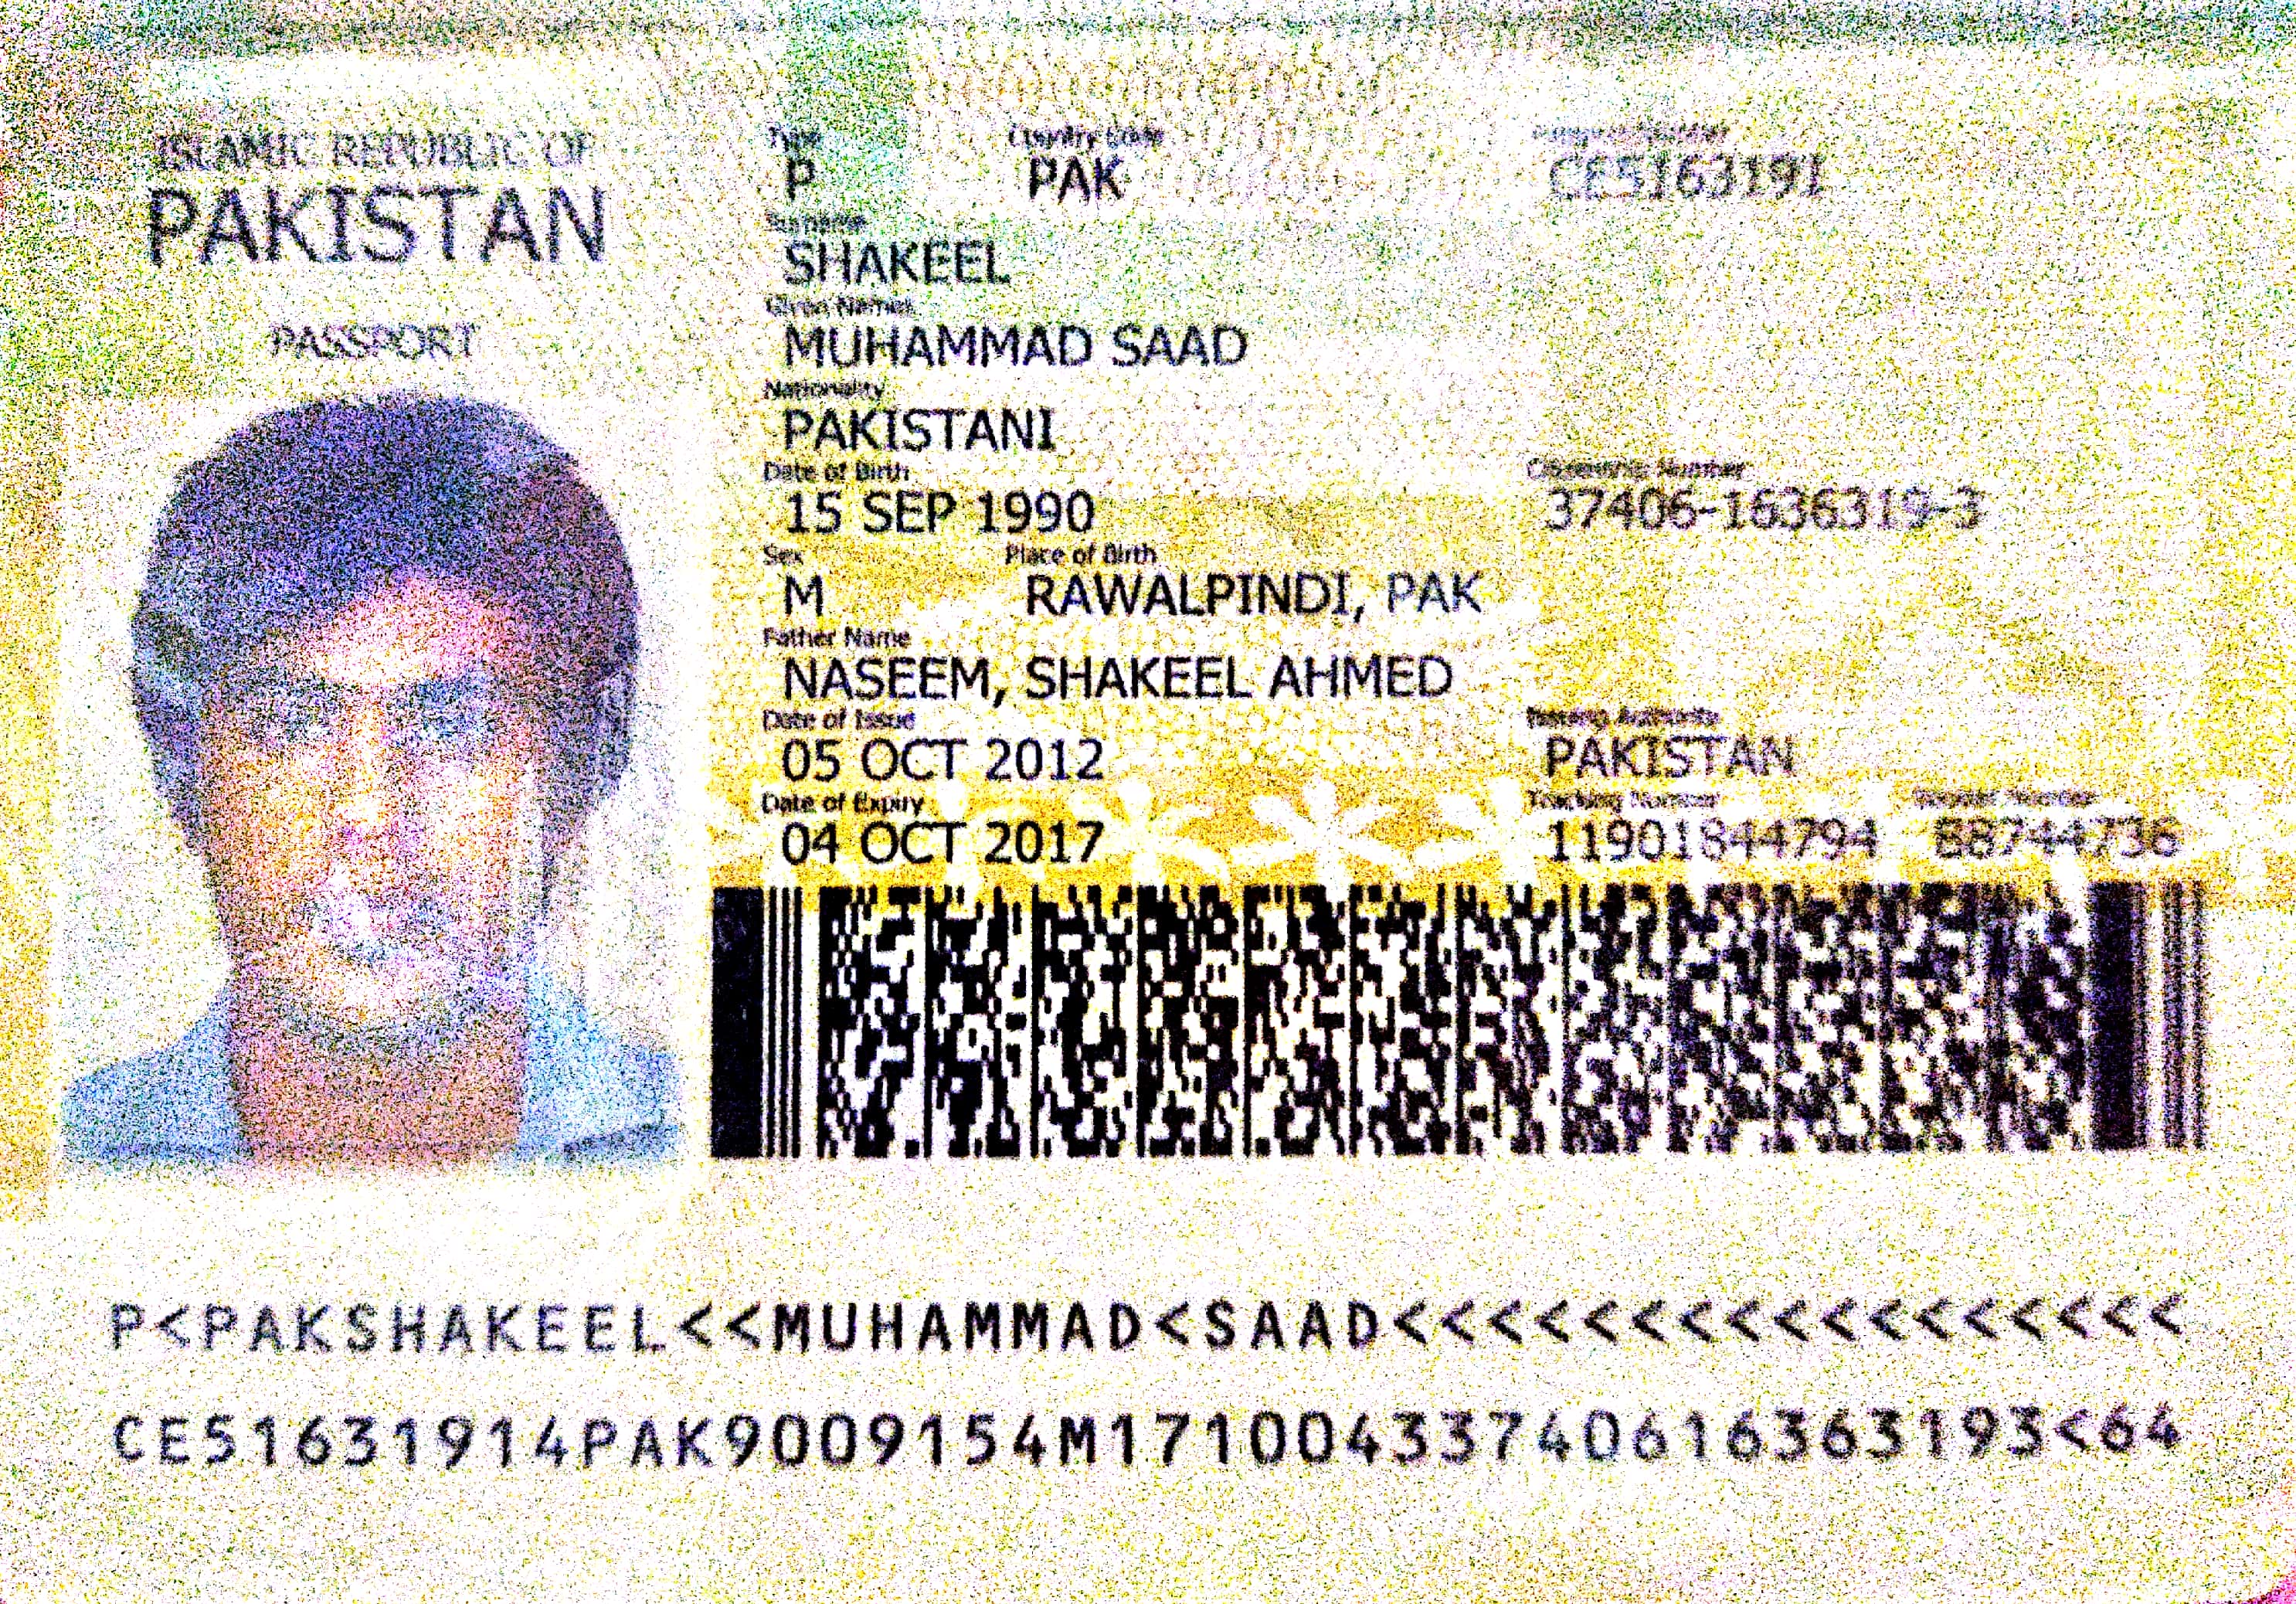 ISLAMIC REPUBLIC OF
PAKISTAN
PASSPORT
Type Country Code Passport Number
P PAK CE5163191
Surname
SHAKEEL
Given Names
MUHAMMAD SAAD
Nationality
PAKISTANI
Date of Birth Citizenship Number
15 SEP 1990 37406-1636319-3
Sex Place of Birth
M RAWALPINDI, PAK
Father Name
NASEEM, SHAKEEL AHMED
Date of Issue Issuing Authority
05 OCT 2012 PAKISTAN
Date of Expiry Tracking Number Booklet Number
04 OCT 2017 11901844794 B8744736
P<PAKSHAKEEL<<MUHAMMAD<SAAD<<<<<<<<<<<<<<<<<
CE51631914PAK9009154M17100433740616363193<64